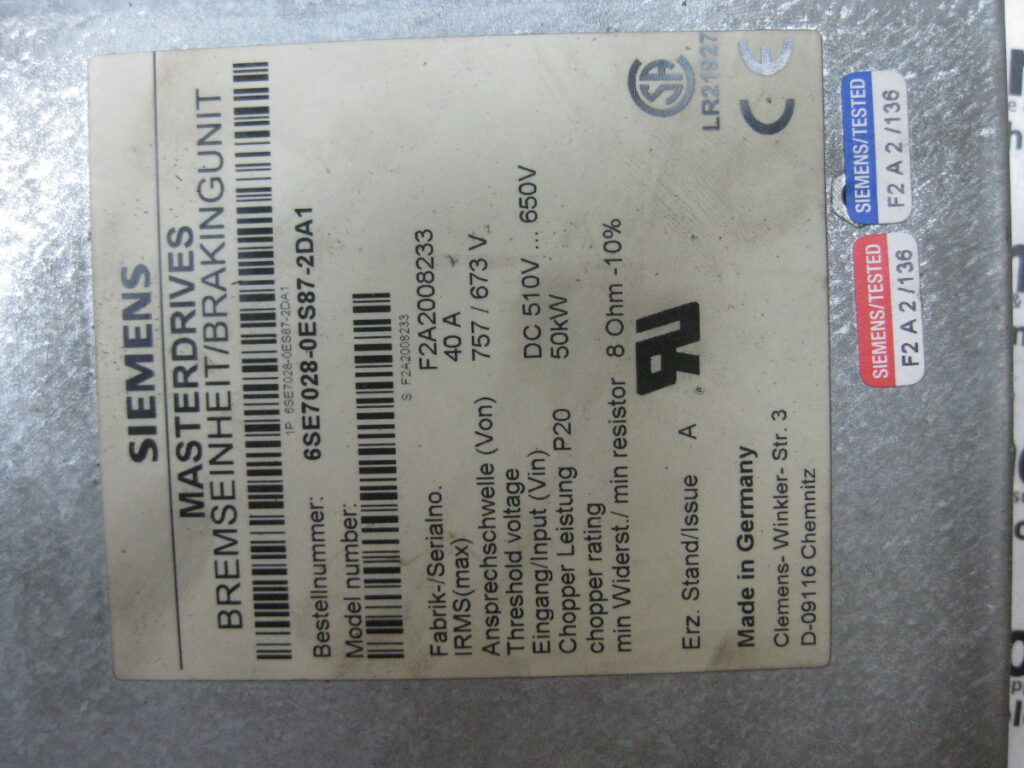 SIEMENS
MASTERDRIVES
BREMSEINHEIT/BRAKINGUNIT
1P 6SE7028-0ES87-2DA1
Bestellnummer: 6SE7028-0ES87-2DA1
Model number:
S F2A2008233
Fabrik-/Serialno. F2A2008233
IRMS(max) 40 A
Ansprechschwelle (Von) 757 / 673 V
Threshold voltage
Eingang/Input (Vin) DC 510V ... 650V
Chopper Leistung P20 50kW
chopper rating
min Widerst./ min resistor 8 Ohm -10%
Erz. Stand/Issue A
Made in Germany
Clemens- Winkler- Str. 3
D-09116 Chemnitz
SA
LR21927
CE
CE
SIEMENS/TESTED
F2 A 2 /136
SIEMENS/TESTED
F2 A 2 /136